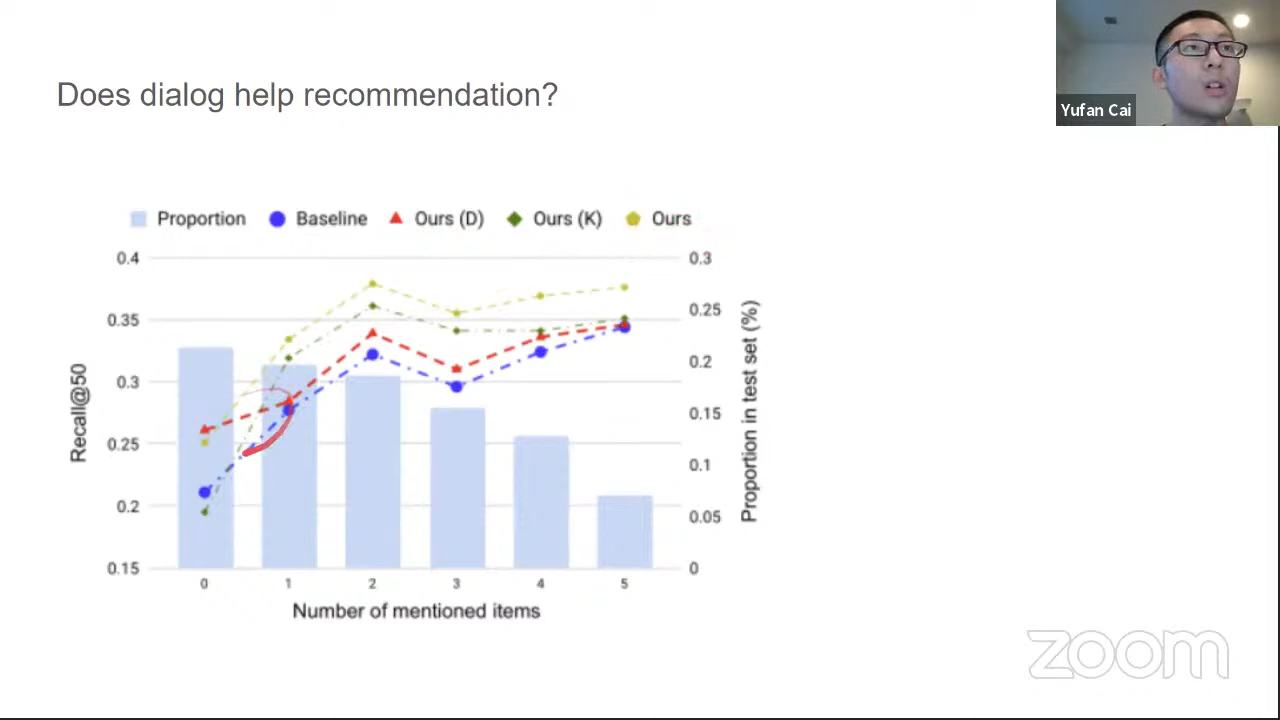 Yufan Cai
Does dialog help recommendation?
Proportion Baseline Ours (D) Ours (K) Ours
0.4
0.35
0.3
0.25
0.2
0.15
Recall@50
0.3
0.25
0.2
0.15
0.1
0.05
0
Proportion in test set (%)
0 1 2 3 4 5
Number of mentioned items
zoom